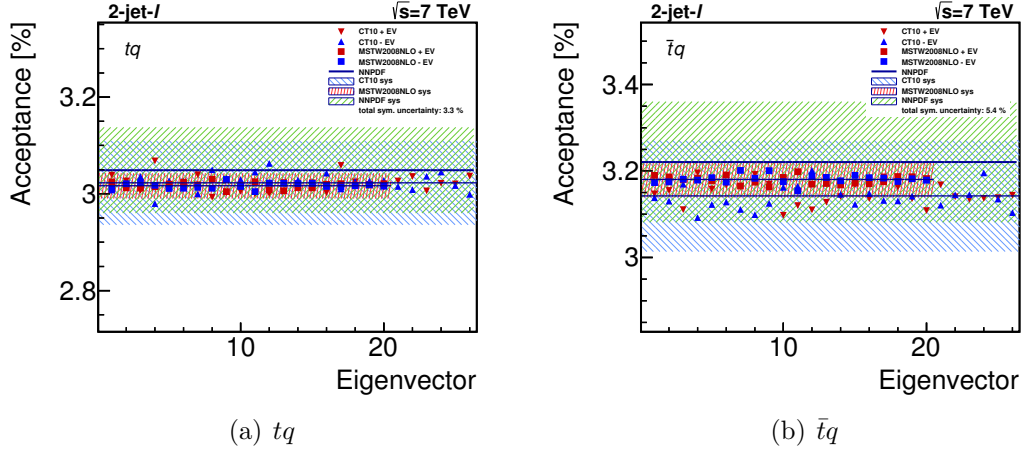 2-jet-l √s=7 TeV
tq
CT10 + EV
CT10 - EV
MSTW2008NLO + EV
MSTW2008NLO - EV
NNPDF
CT10 sys
MSTW2008NLO sys
NNPDF sys
total sym. uncertainty: 3.3 %
Acceptance [%]
3.2
3
2.8
10 20
Eigenvector
(a) tq
2-jet-l √s=7 TeV
t̄q
CT10 + EV
CT10 - EV
MSTW2008NLO + EV
MSTW2008NLO - EV
NNPDF
CT10 sys
MSTW2008NLO sys
NNPDF sys
total sym. uncertainty: 5.4 %
Acceptance [%]
3.4
3.2
3
10 20
Eigenvector
(b) t̄q